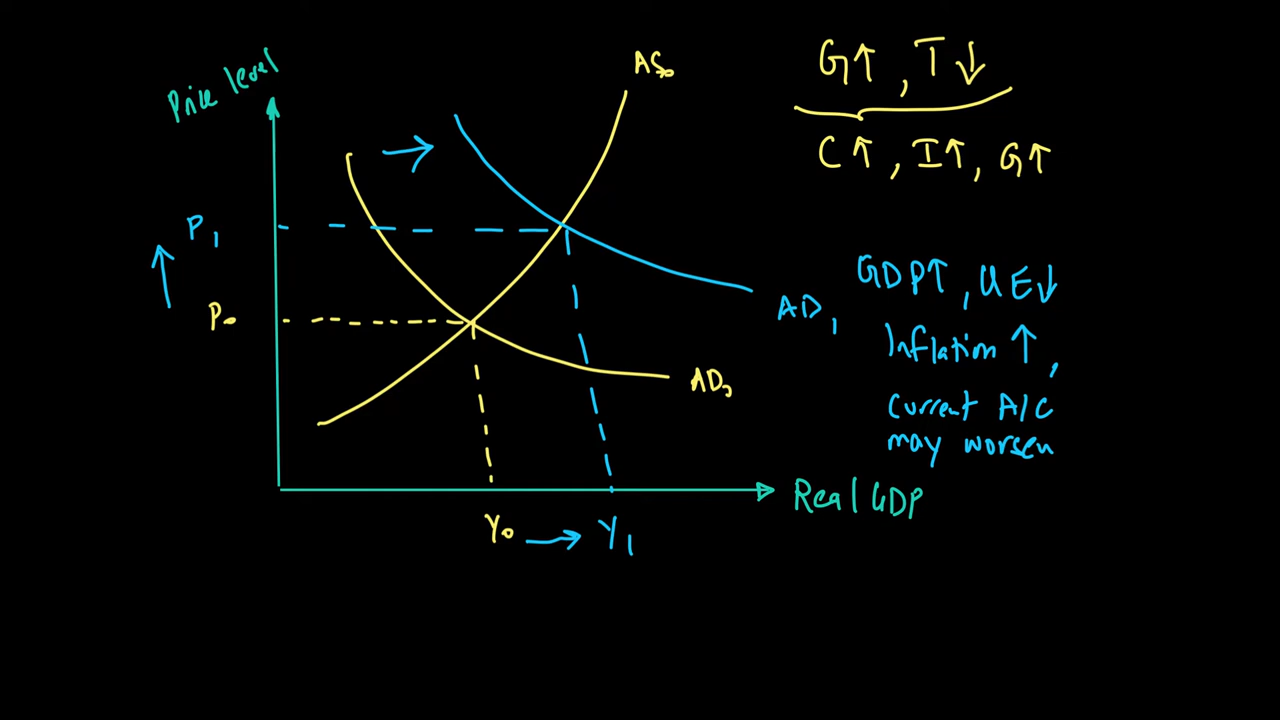 Price level
AS₀
G↑, T↓
C↑, I↑, G↑
P₁
P₀
GDP↑, UE↓
Inflation ↑,
Current A/C
may worsen
AD₁
AD₀
Real GDP
Y₀ → Y₁